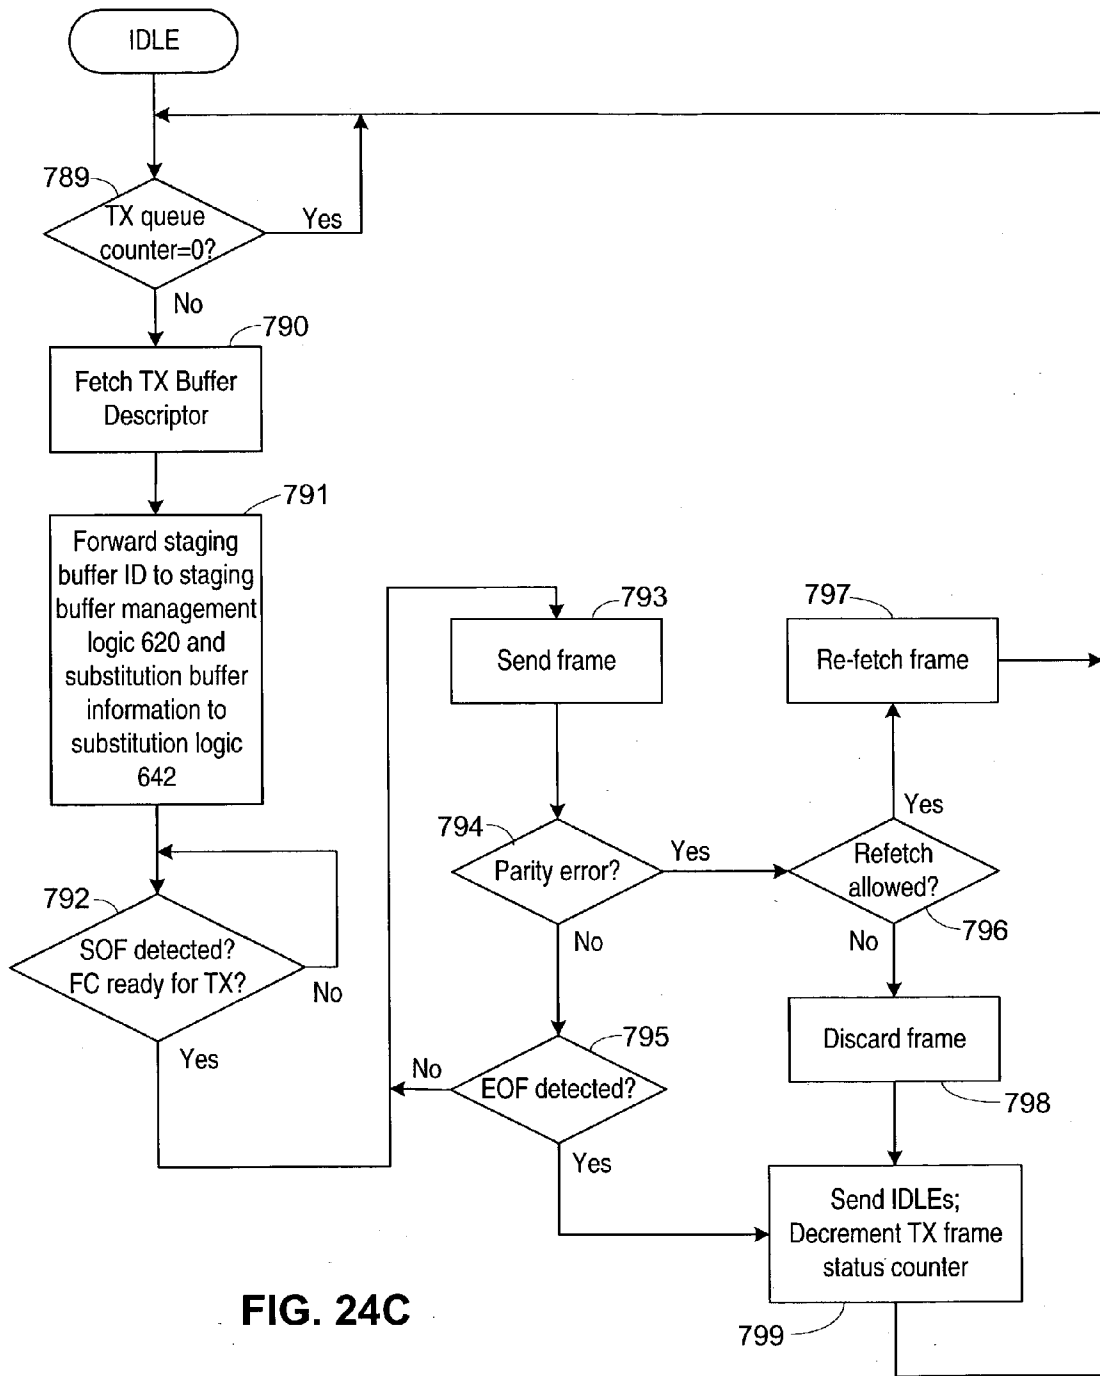 IDLE
789
TX queue
counter=0?
Yes
No
790
Fetch TX Buffer
Descriptor
791
Forward staging
buffer ID to staging
buffer management
logic 620 and
substitution buffer
information to
substitution logic
642
792
SOF detected?
FC ready for TX?
No
Yes
793
Send frame
794
Parity error?
Yes
No
795
EOF detected?
No
Yes
797
Re-fetch frame
Yes
Refetch
allowed?
796
No
Discard frame
798
Send IDLEs;
Decrement TX frame
status counter
799
FIG. 24C